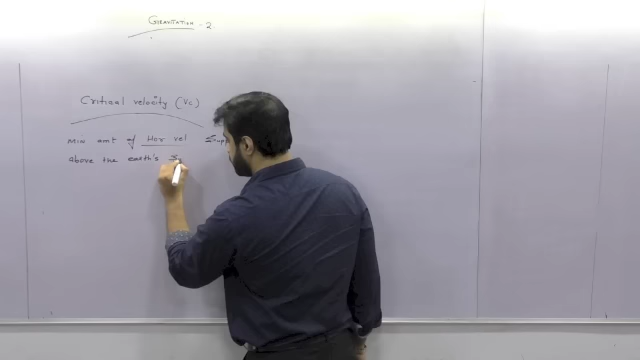 GRAVITATION - 2
Critical velocity (Vc)
Min amt of Hor vel
above the earth's